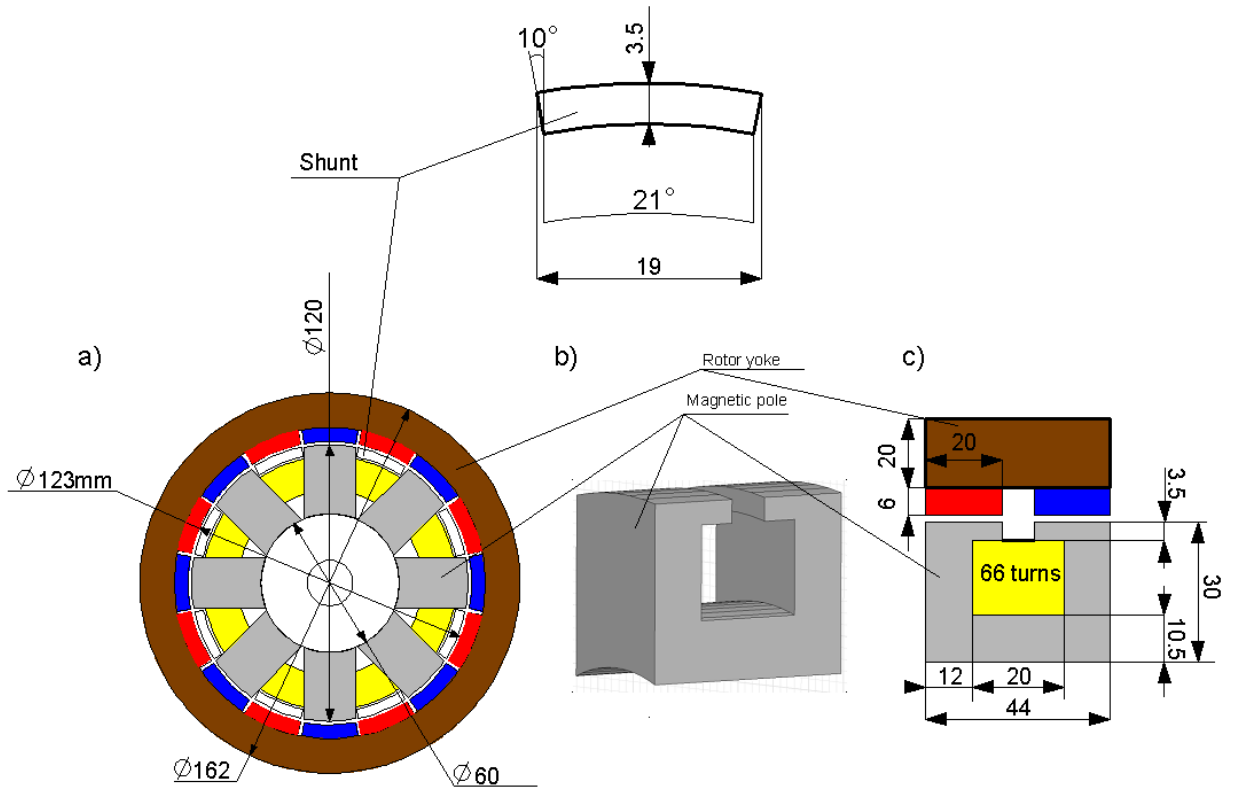 10°
3.5
Shunt
21°
19
∅120
a)
b)
c)
Rotor yoke
Magnetic pole
∅123mm
20
20
6
3.5
66 turns
30
10.5
12
20
44
∅162
∅60